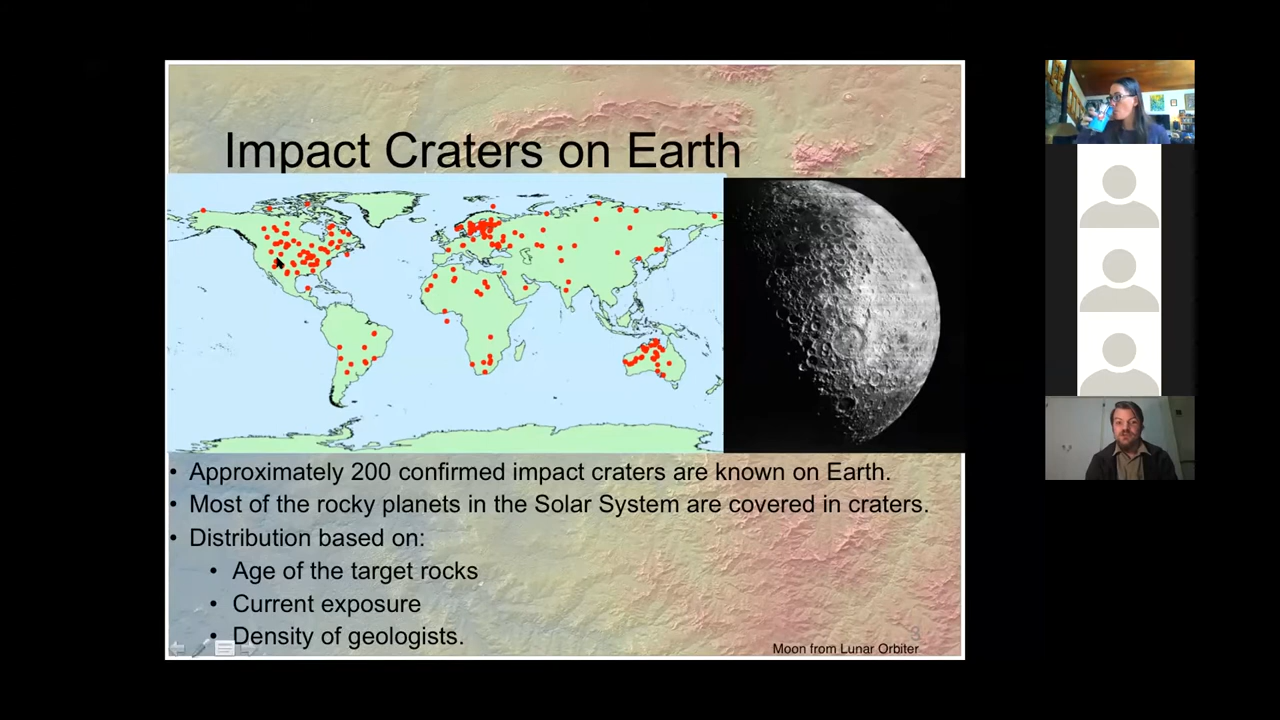 Impact Craters on Earth
• Approximately 200 confirmed impact craters are known on Earth.
• Most of the rocky planets in the Solar System are covered in craters.
• Distribution based on:
• Age of the target rocks
• Current exposure
• Density of geologists.
3
Moon from Lunar Orbiter